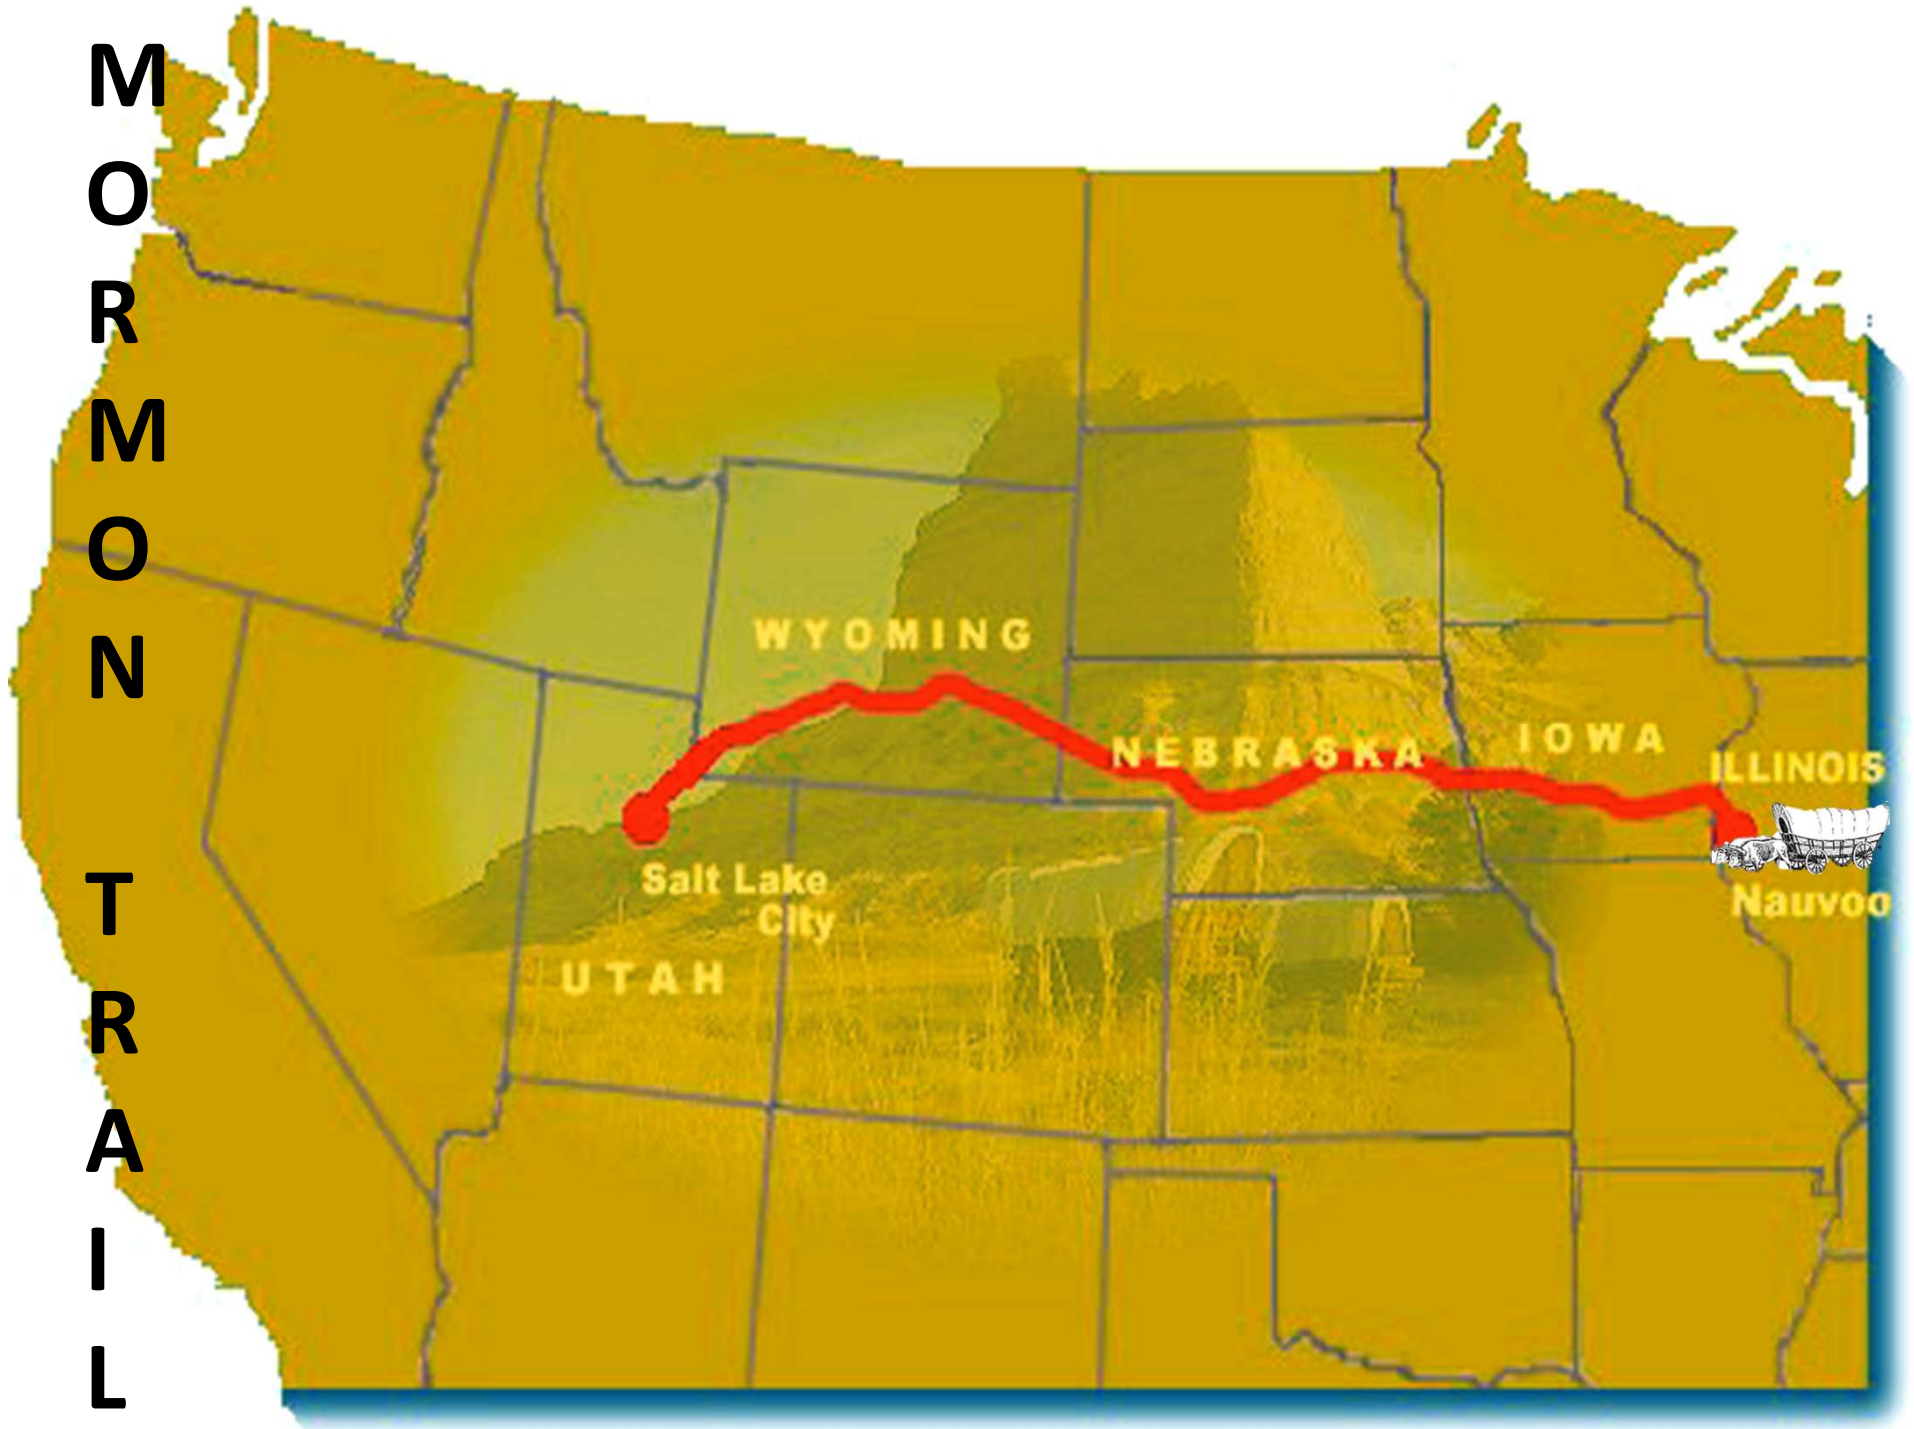 MORMON TRAIL
WYOMING
NEBRASKA
IOWA
ILLINOIS
Nauvoo
Salt Lake
City
UTAH